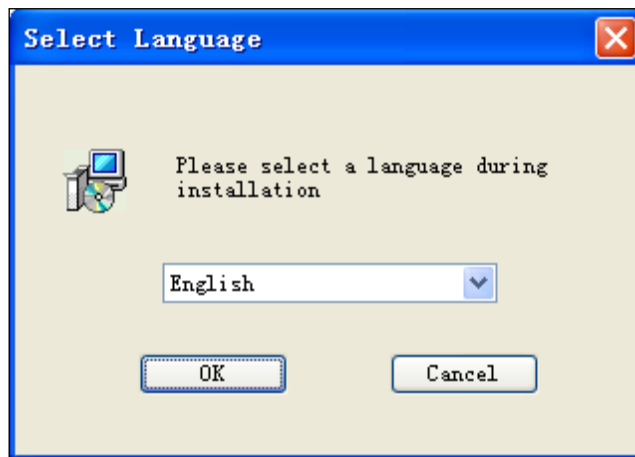 Select Language
Please select a language during
installation
English
OK
Cancel